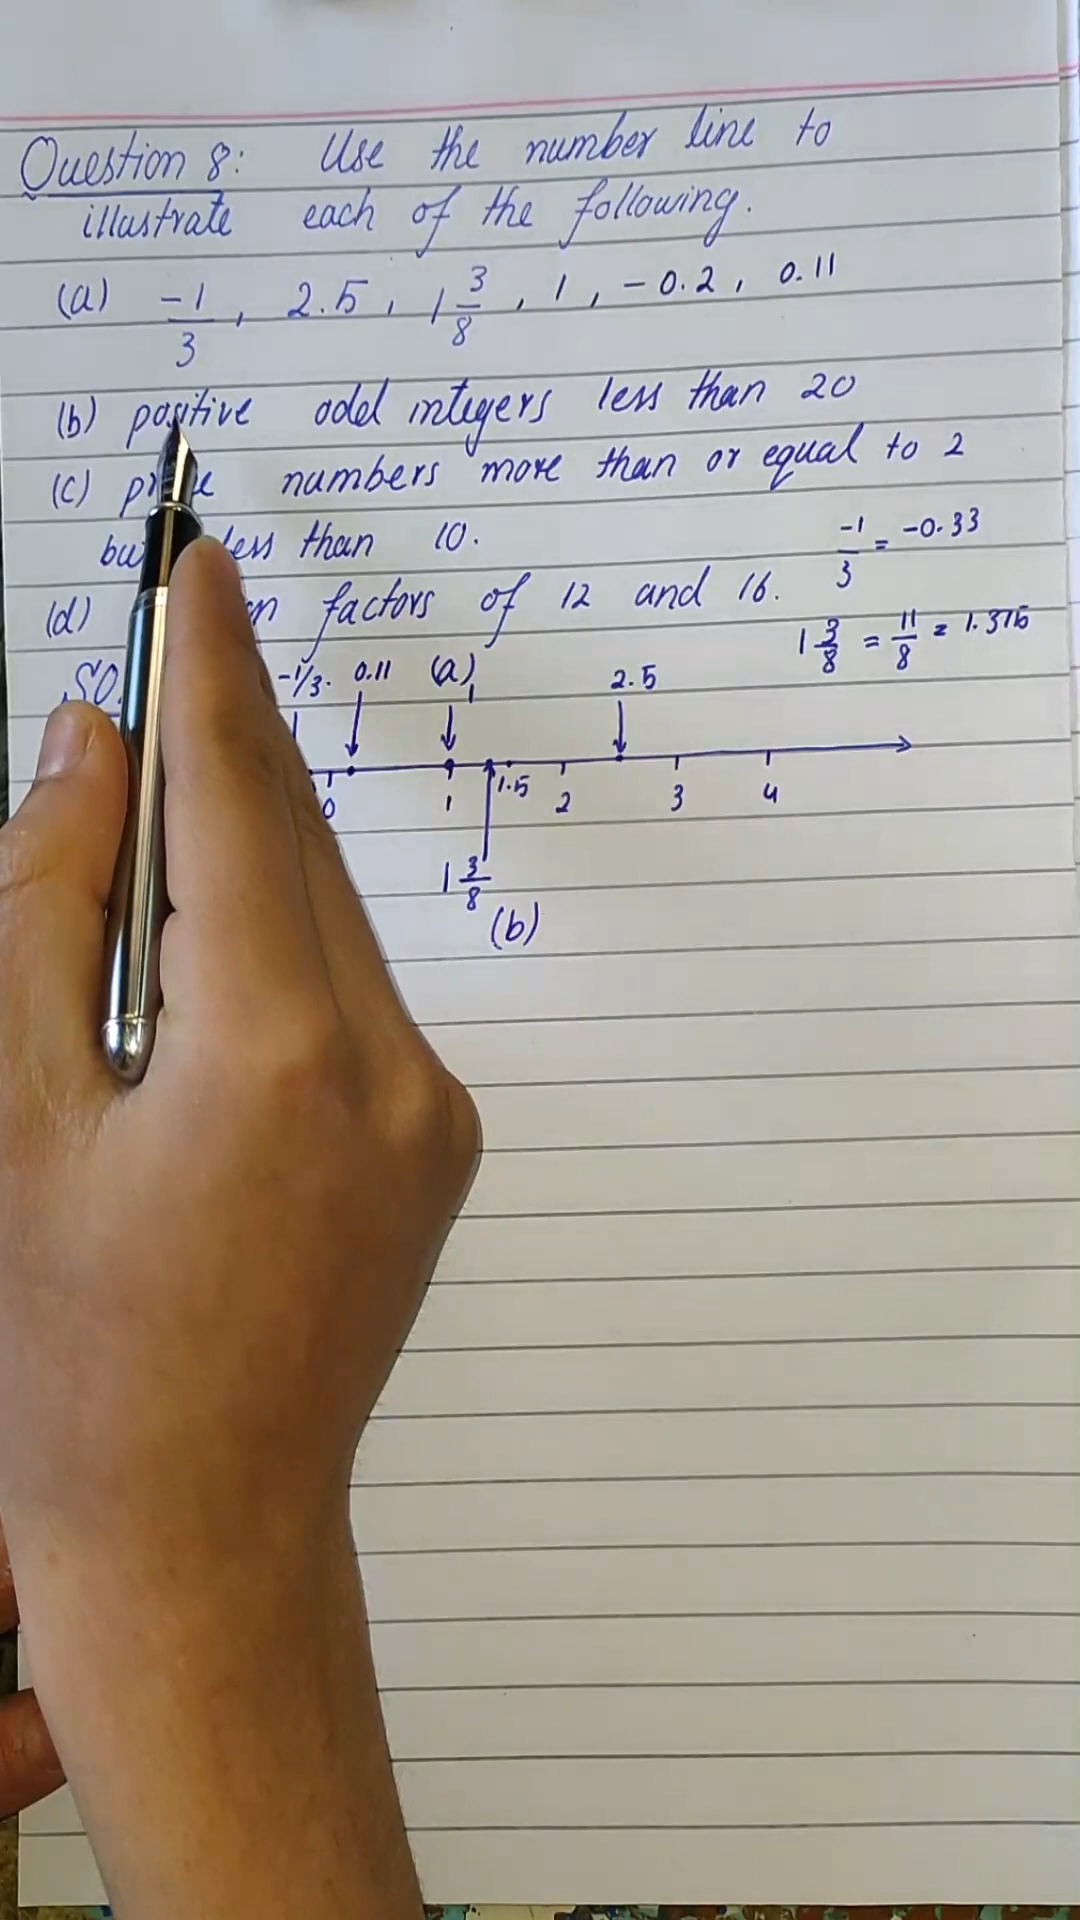 Question 8: Use the number line to
illustrate each of the following.
(a) -1/3, 2.5, 1 3/8, 1, -0.2, 0.11
(b) positive odd integers less than 20
(c) numbers more than or equal to 2
less than 10.
-1/3 = -0.33
(d) factors of 12 and 16.
1 3/8 = 11/8 = 1.375
-1/3. 0.11 (a) 1 2.5
0 1 1.5 2 3 4
1 3/8
(b)